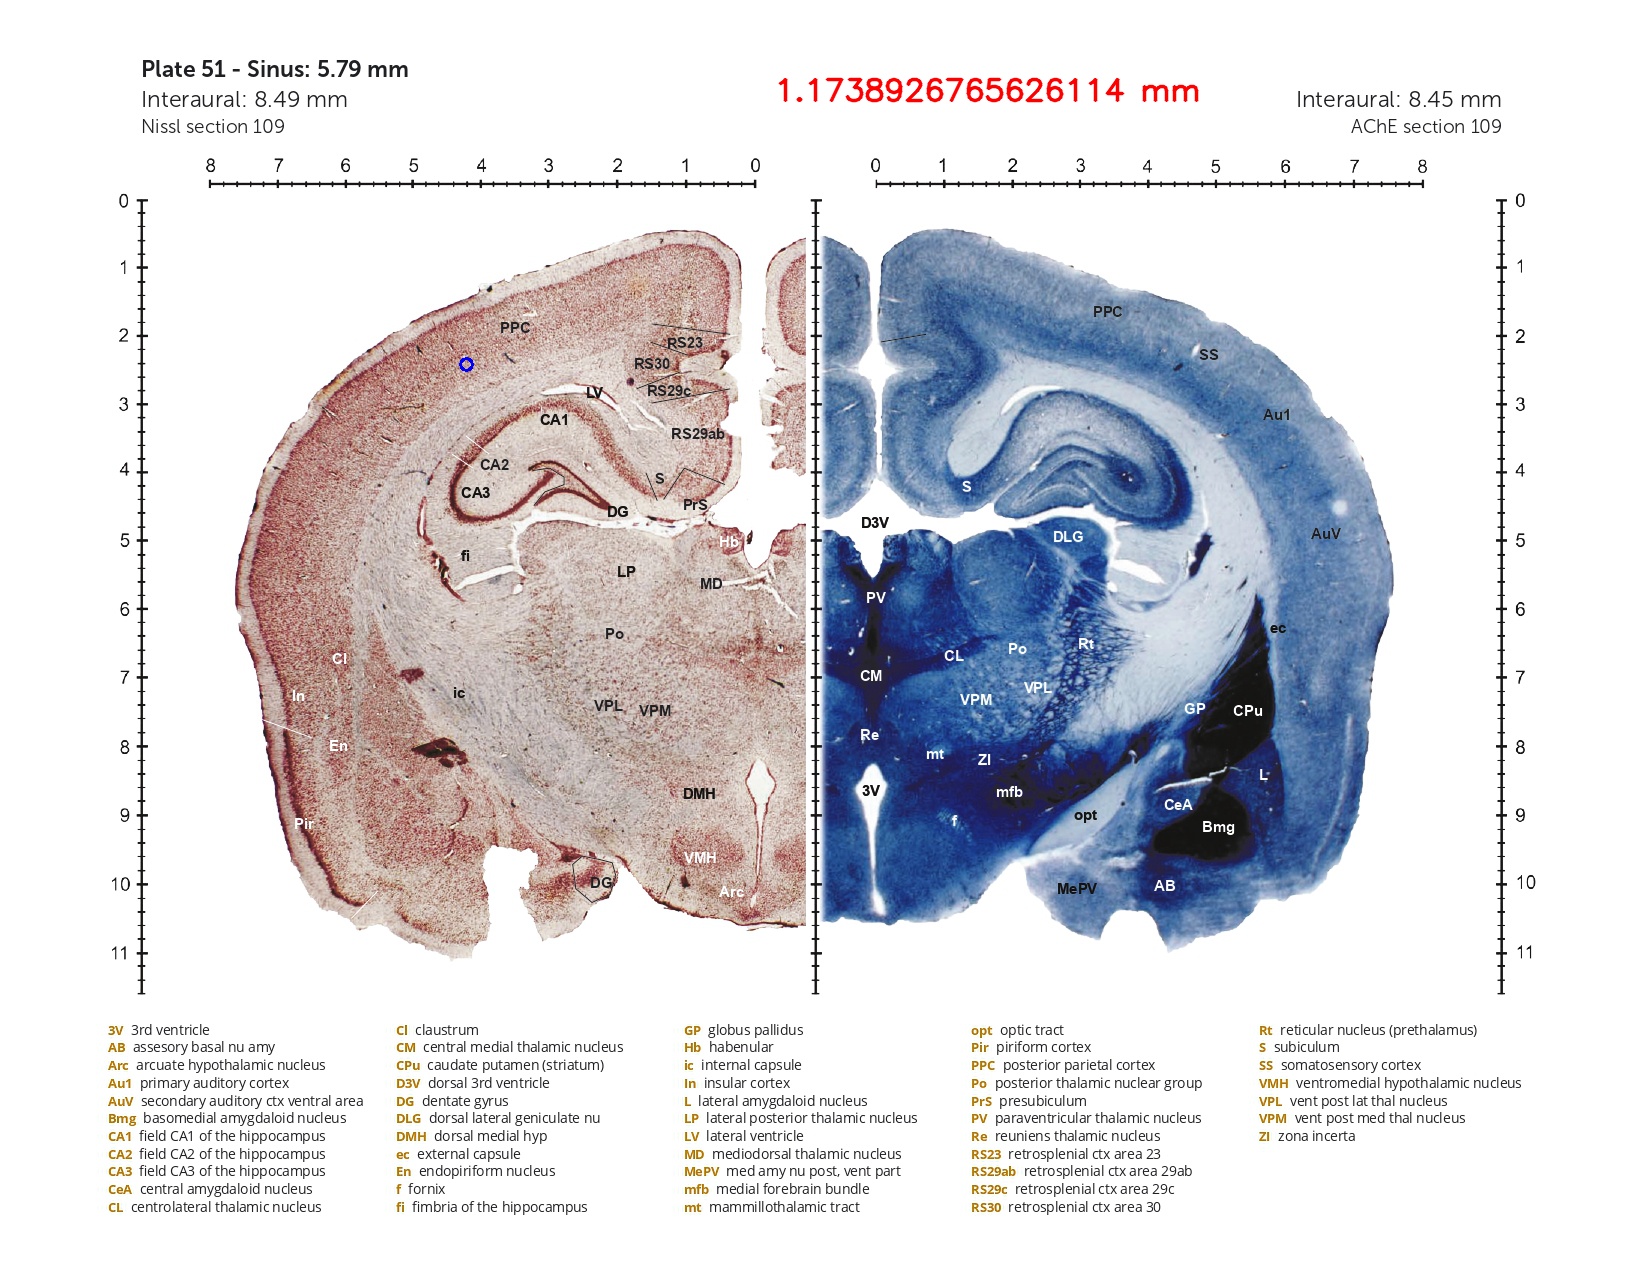 Plate 51 - Sinus: 5.79 mm
Interaural: 8.49 mm
Nissl section 109
1.1738926765626114 mm
Interaural: 8.45 mm
AChE section 109
8 7 6 5 4 3 2 1 0
0 1 2 3 4 5 6 7 8
0
1
2
3
4
5
6
7
8
9
10
11
PPC
RS23
RS30
RS29c
LV
CA1
RS29ab
CA2
S
CA3
PrS
DG
Hb
fi
LP
MD
Po
Cl
In
ic
VPL
VPM
En
DMH
Pir
VMH
DG
Arc
PPC
SS
Au1
S
D3V
DLG
AuV
PV
ec
Rt
Po
CL
CM
VPL
VPM
GP
CPu
Re
mt
ZI
L
3V
mfb
CeA
f
opt
Bmg
MePV
AB
0
1
2
3
4
5
6
7
8
9
10
11
3V 3rd ventricle
AB assesory basal nu amy
Arc arcuate hypothalamic nucleus
Au1 primary auditory cortex
AuV secondary auditory ctx ventral area
Bmg basomedial amygdaloid nucleus
CA1 field CA1 of the hippocampus
CA2 field CA2 of the hippocampus
CA3 field CA3 of the hippocampus
CeA central amygdaloid nucleus
CL centrolateral thalamic nucleus
Cl claustrum
CM central medial thalamic nucleus
CPu caudate putamen (striatum)
D3V dorsal 3rd ventricle
DG dentate gyrus
DLG dorsal lateral geniculate nu
DMH dorsal medial hyp
ec external capsule
En endopiriform nucleus
f fornix
fi fimbria of the hippocampus
GP globus pallidus
Hb habenular
ic internal capsule
In insular cortex
L lateral amygdaloid nucleus
LP lateral posterior thalamic nucleus
LV lateral ventricle
MD mediodorsal thalamic nucleus
MePV med amy nu post, vent part
mfb medial forebrain bundle
mt mammillothalamic tract
opt optic tract
Pir piriform cortex
PPC posterior parietal cortex
Po posterior thalamic nuclear group
PrS presubiculum
PV paraventricular thalamic nucleus
Re reuniens thalamic nucleus
RS23 retrosplenial ctx area 23
RS29ab retrosplenial ctx area 29ab
RS29c retrosplenial ctx area 29c
RS30 retrosplenial ctx area 30
Rt reticular nucleus (prethalamus)
S subiculum
SS somatosensory cortex
VMH ventromedial hypothalamic nucleus
VPL vent post lat thal nucleus
VPM vent post med thal nucleus
ZI zona incerta